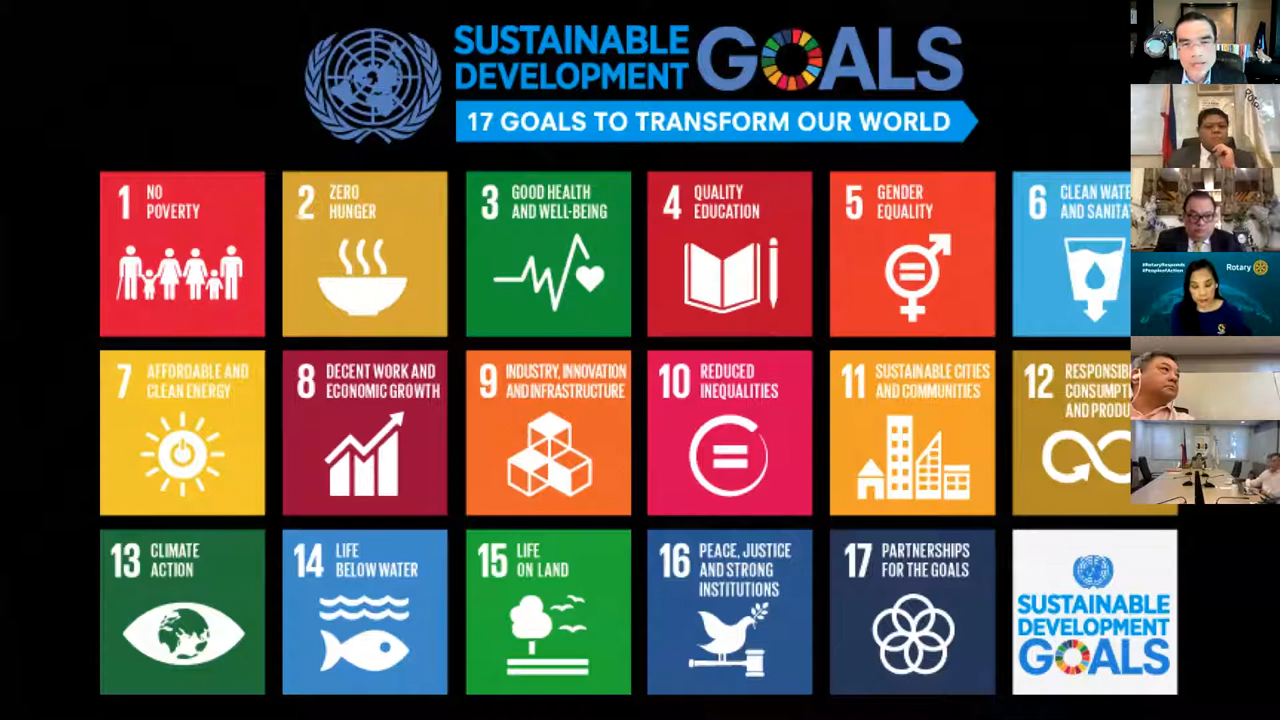 SUSTAINABLE
DEVELOPMENT
GOALS
17 GOALS TO TRANSFORM OUR WORLD
1 NO
POVERTY
2 ZERO
HUNGER
3 GOOD HEALTH
AND WELL-BEING
4 QUALITY
EDUCATION
5 GENDER
EQUALITY
6 CLEAN WATE
AND SANITA
7 AFFORDABLE AND
CLEAN ENERGY
8 DECENT WORK AND
ECONOMIC GROWTH
9 INDUSTRY, INNOVATION
AND INFRASTRUCTURE
10 REDUCED
INEQUALITIES
11 SUSTAINABLE CITIES
AND COMMUNITIES
12 RESPONSIB
CONSUMPT
AND PRODU
13 CLIMATE
ACTION
14 LIFE
BELOW WATER
15 LIFE
ON LAND
16 PEACE, JUSTICE
AND STRONG
INSTITUTIONS
17 PARTNERSHIPS
FOR THE GOALS
SUSTAINABLE
DEVELOPMENT
GOALS
#RotaryResponds
#PeopleofAction
Rotary